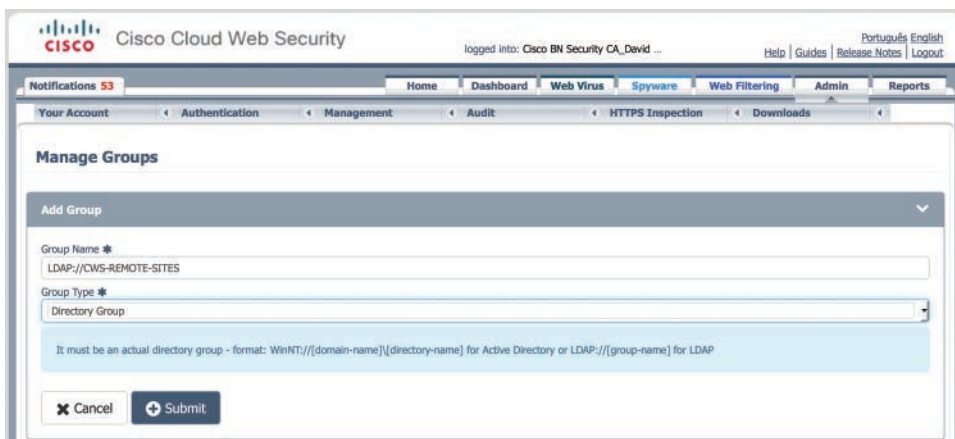 CISCO Cisco Cloud Web Security
logged into: Cisco BN Security CA_David ...
Português English
Help | Guides | Release Notes | Logout
Notifications 53
Home Dashboard Web Virus Spyware Web Filtering Admin Reports
Your Account Authentication Management Audit HTTPS Inspection Downloads
Manage Groups
Add Group
Group Name *
LDAP://CWS-REMOTE-SITES
Group Type *
Directory Group
It must be an actual directory group - format: WinNT://[domain-name]\[directory-name] for Active Directory or LDAP://[group-name] for LDAP
Cancel Submit